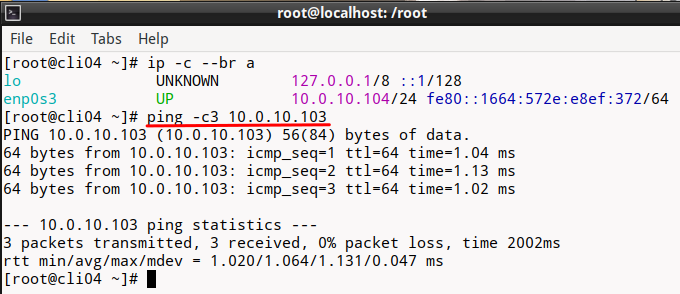 root@localhost: /root
File Edit Tabs Help
[root@cli04 ~]# ip -c --br a
lo UNKNOWN 127.0.0.1/8 ::1/128
enp0s3 UP 10.0.10.104/24 fe80::1664:572e:e8ef:372/64
[root@cli04 ~]# ping -c3 10.0.10.103
PING 10.0.10.103 (10.0.10.103) 56(84) bytes of data.
64 bytes from 10.0.10.103: icmp_seq=1 ttl=64 time=1.04 ms
64 bytes from 10.0.10.103: icmp_seq=2 ttl=64 time=1.13 ms
64 bytes from 10.0.10.103: icmp_seq=3 ttl=64 time=1.02 ms
--- 10.0.10.103 ping statistics ---
3 packets transmitted, 3 received, 0% packet loss, time 2002ms
rtt min/avg/max/mdev = 1.020/1.064/1.131/0.047 ms
[root@cli04 ~]#